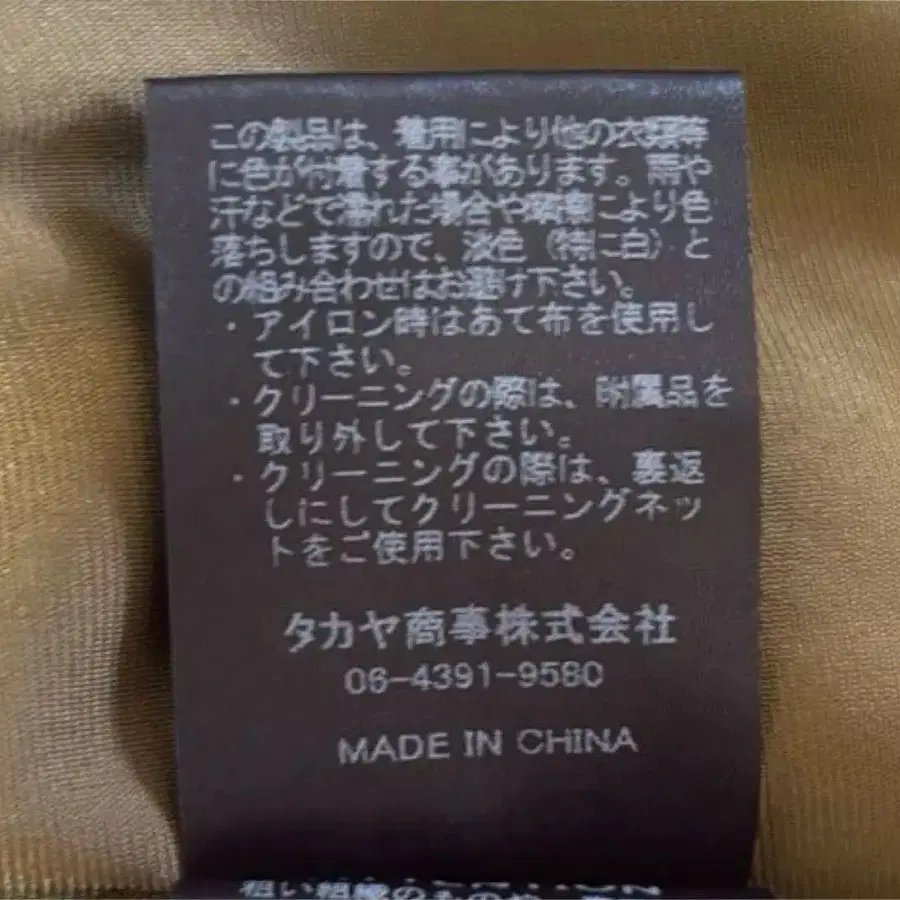 この製品は、着用により他の衣類等
に色が付着する事があります。雨や
汗などで濡れた場合や摩擦により色
落ちしますので、淡色（特に白）と
の組み合わせはお避け下さい。
・アイロン時はあて布を使用し
て下さい。
・クリーニングの際は、附属品を
取り外して下さい。
・クリーニングの際は、裏返
しにしてクリーニングネッ
トをご使用下さい。
タカヤ商事株式会社
06-4391-9580
MADE IN CHINA
粗い組織のものや